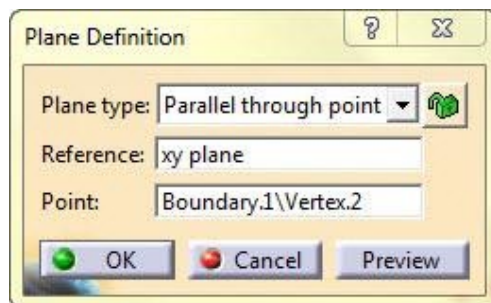 Plane Definition
Plane type: Parallel through point
Reference: xy plane
Point: Boundary.1\Vertex.2
OK Cancel Preview